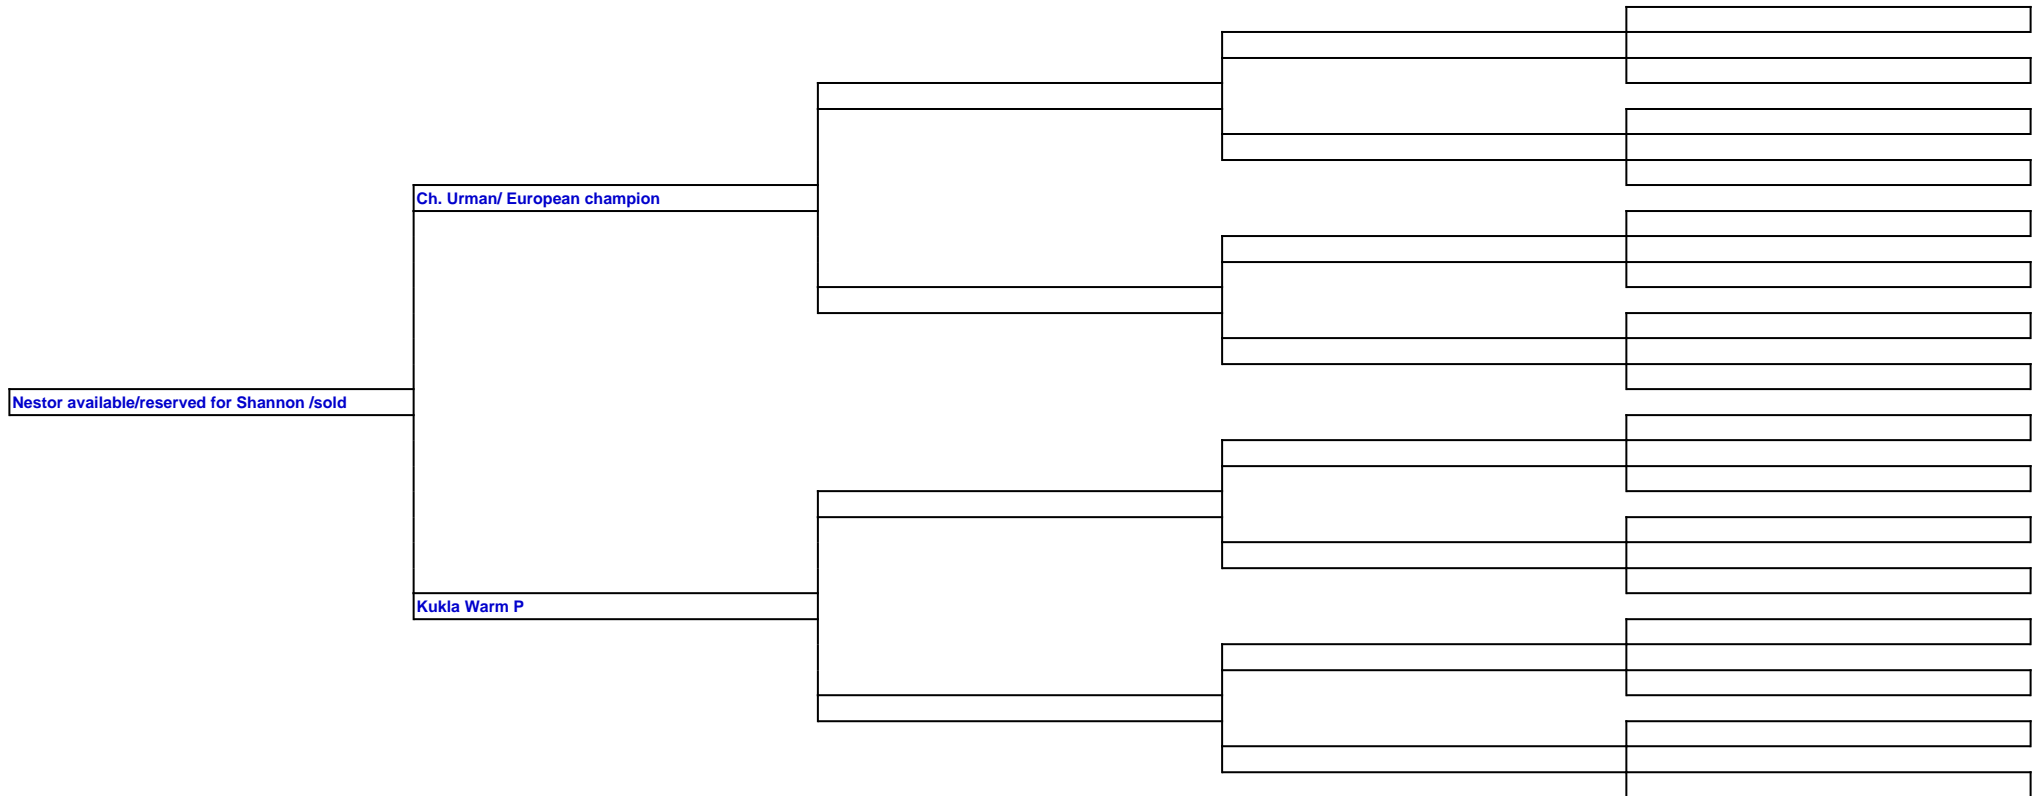 Ch. Urman/ European champion
Nestor available/reserved for Shannon /sold
Kukla Warm P